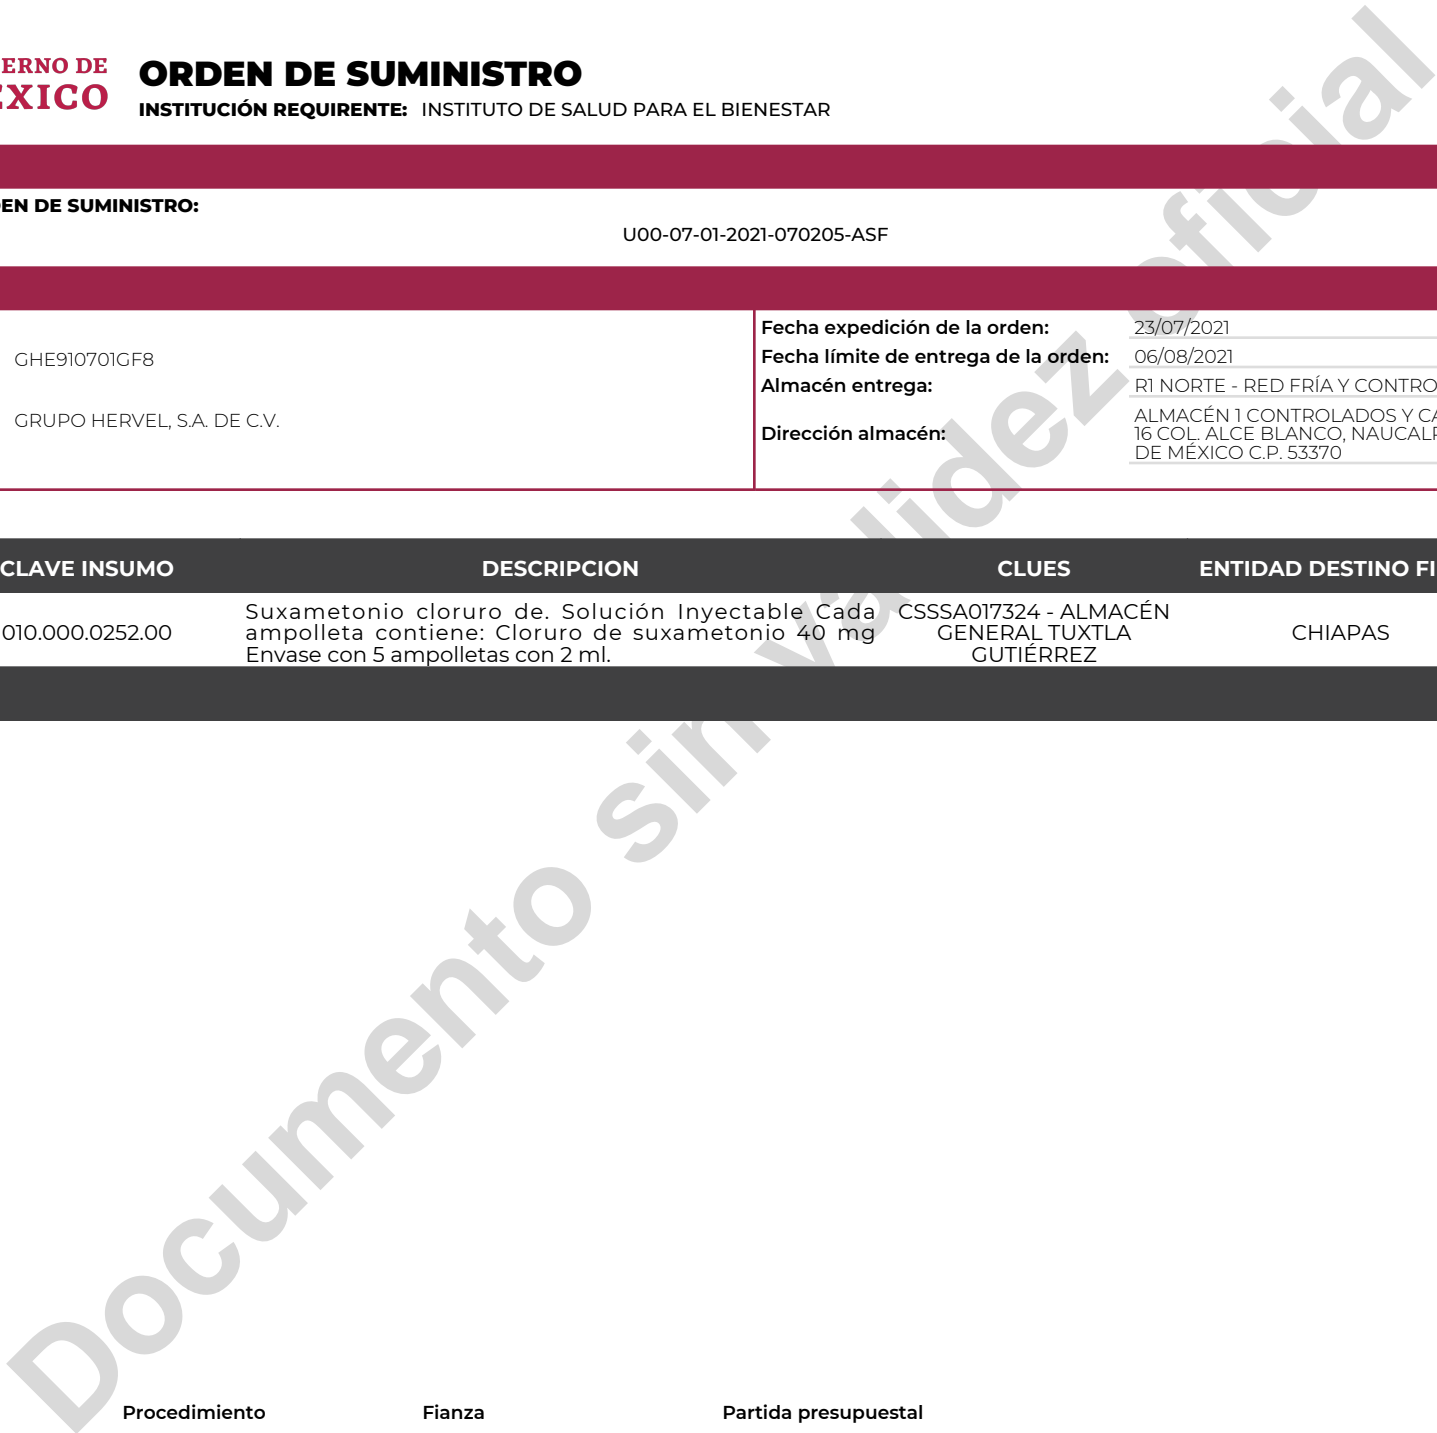 ERNO DE
EXICO
ORDEN DE SUMINISTRO
INSTITUCIÓN REQUIRENTE: INSTITUTO DE SALUD PARA EL BIENESTAR
EN DE SUMINISTRO:
U00-07-01-2021-070205-ASF
GHE910701GF8
GRUPO HERVEL, S.A. DE C.V.
Fecha expedición de la orden: 23/07/2021
Fecha límite de entrega de la orden: 06/08/2021
Almacén entrega: R1 NORTE - RED FRÍA Y CONTRO
Dirección almacén:
ALMACÉN 1 CONTROLADOS Y CA
16 COL. ALCE BLANCO, NAUCALP
DE MÉXICO C.P. 53370
CLAVE INSUMO DESCRIPCION CLUES ENTIDAD DESTINO FI
010.000.0252.00
Suxametonio cloruro de. Solución Inyectable Cada
ampolleta contiene: Cloruro de suxametonio 40 mg
Envase con 5 ampolletas con 2 ml.
CSSSA017324 - ALMACÉN
GENERAL TUXTLA
GUTIÉRREZ
CHIAPAS
Documento sin validez oficial
Procedimiento Fianza Partida presupuestal